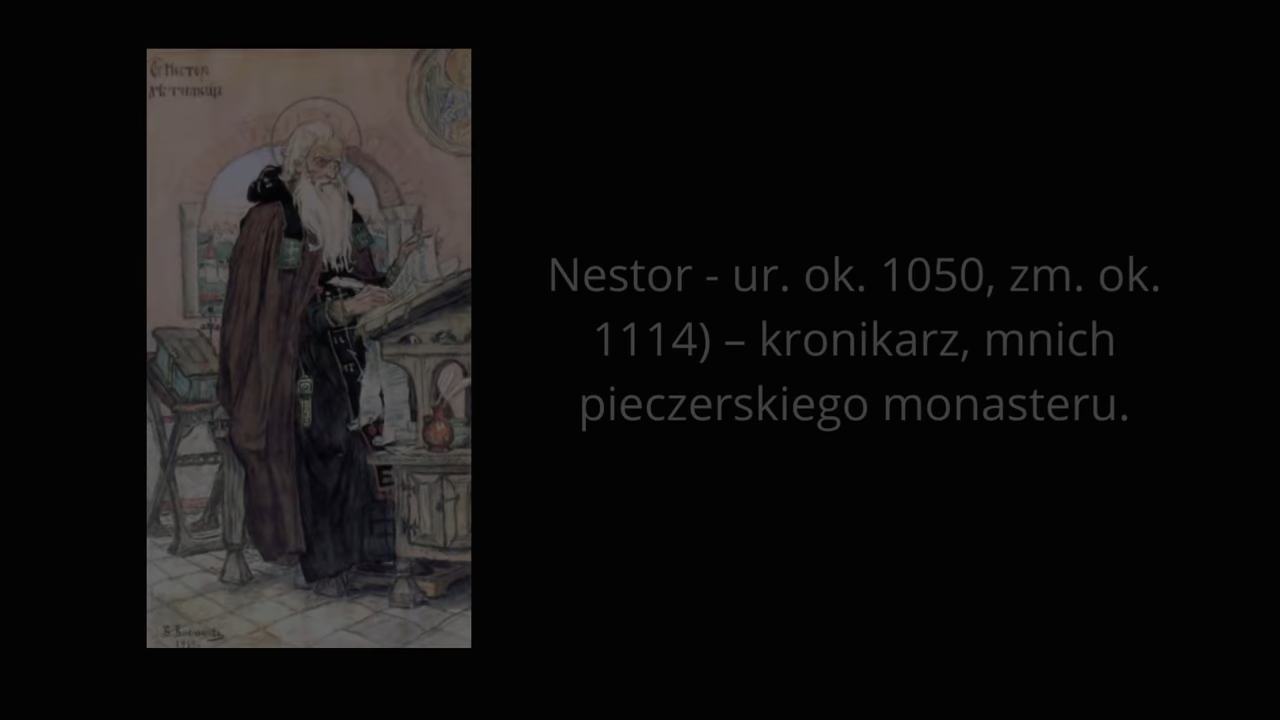 Nestor - ur. ok. 1050, zm. ok.
1114) – kronikarz, mnich
pieczerskiego monasteru.